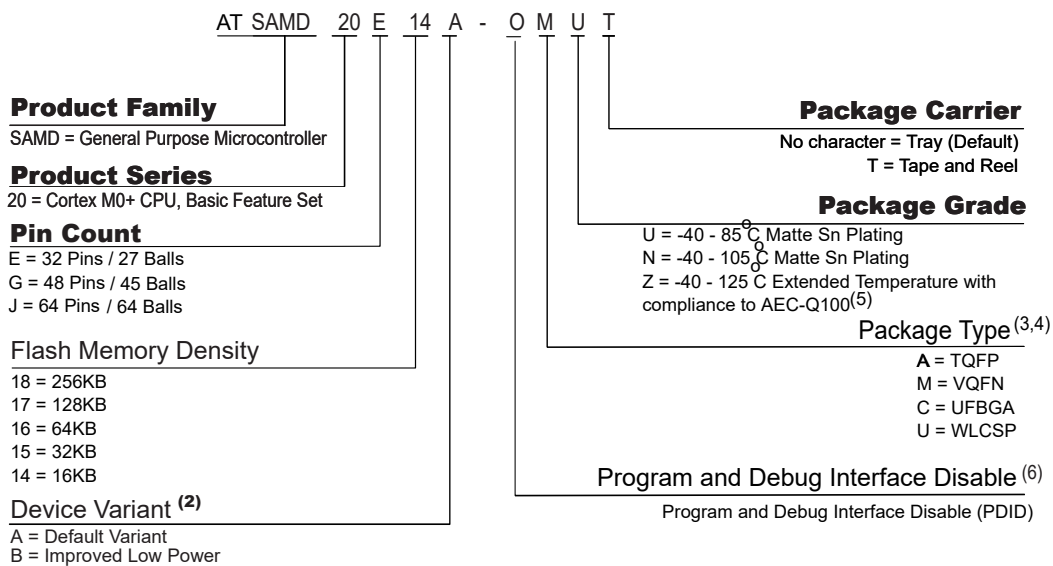 AT SAMD 20 E 14 A - O M U T
Product Family
SAMD = General Purpose Microcontroller
Product Series
20 = Cortex M0+ CPU, Basic Feature Set
Pin Count
E = 32 Pins / 27 Balls
G = 48 Pins / 45 Balls
J = 64 Pins / 64 Balls
Flash Memory Density
18 = 256KB
17 = 128KB
16 = 64KB
15 = 32KB
14 = 16KB
Device Variant (2)
A = Default Variant
B = Improved Low Power
Package Carrier
No character = Tray (Default)
T = Tape and Reel
Package Grade
U = -40 - 85 °C Matte Sn Plating
N = -40 - 105 °C Matte Sn Plating
Z = -40 - 125 °C Extended Temperature with
compliance to AEC-Q100(5)
Package Type (3,4)
A = TQFP
M = VQFN
C = UFBGA
U = WLCSP
Program and Debug Interface Disable (6)
Program and Debug Interface Disable (PDID)